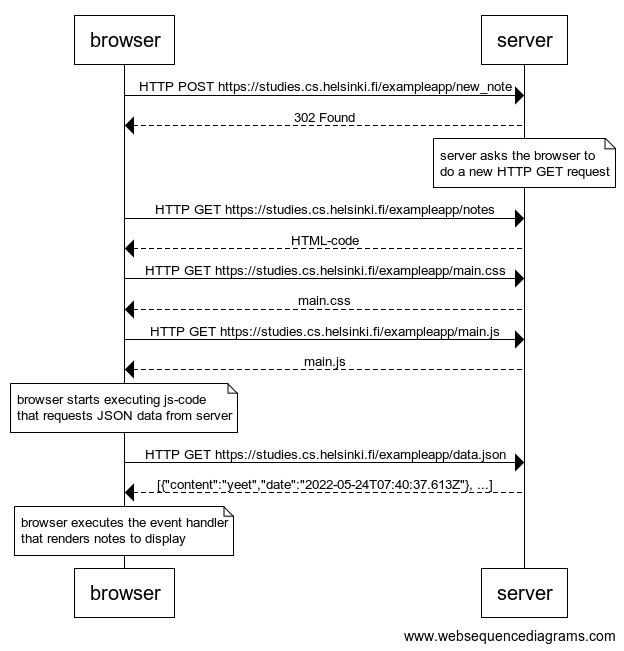 browser
server
HTTP POST https://studies.cs.helsinki.fi/exampleapp/new_note
302 Found
server asks the browser to
do a new HTTP GET request
HTTP GET https://studies.cs.helsinki.fi/exampleapp/notes
HTML-code
HTTP GET https://studies.cs.helsinki.fi/exampleapp/main.css
main.css
HTTP GET https://studies.cs.helsinki.fi/exampleapp/main.js
main.js
browser starts executing js-code
that requests JSON data from server
HTTP GET https://studies.cs.helsinki.fi/exampleapp/data.json
[{"content":"yeet","date":"2022-05-24T07:40:37.613Z"}, ...]
browser executes the event handler
that renders notes to display
browser
server
www.websequencediagrams.com